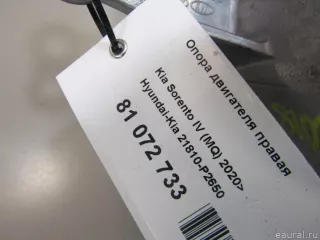 Опора двигателя правая
Kia Sorento IV (MQ) 2020>
Hyundai-Kia 21810-P2650
81 072 733
eaural.ru